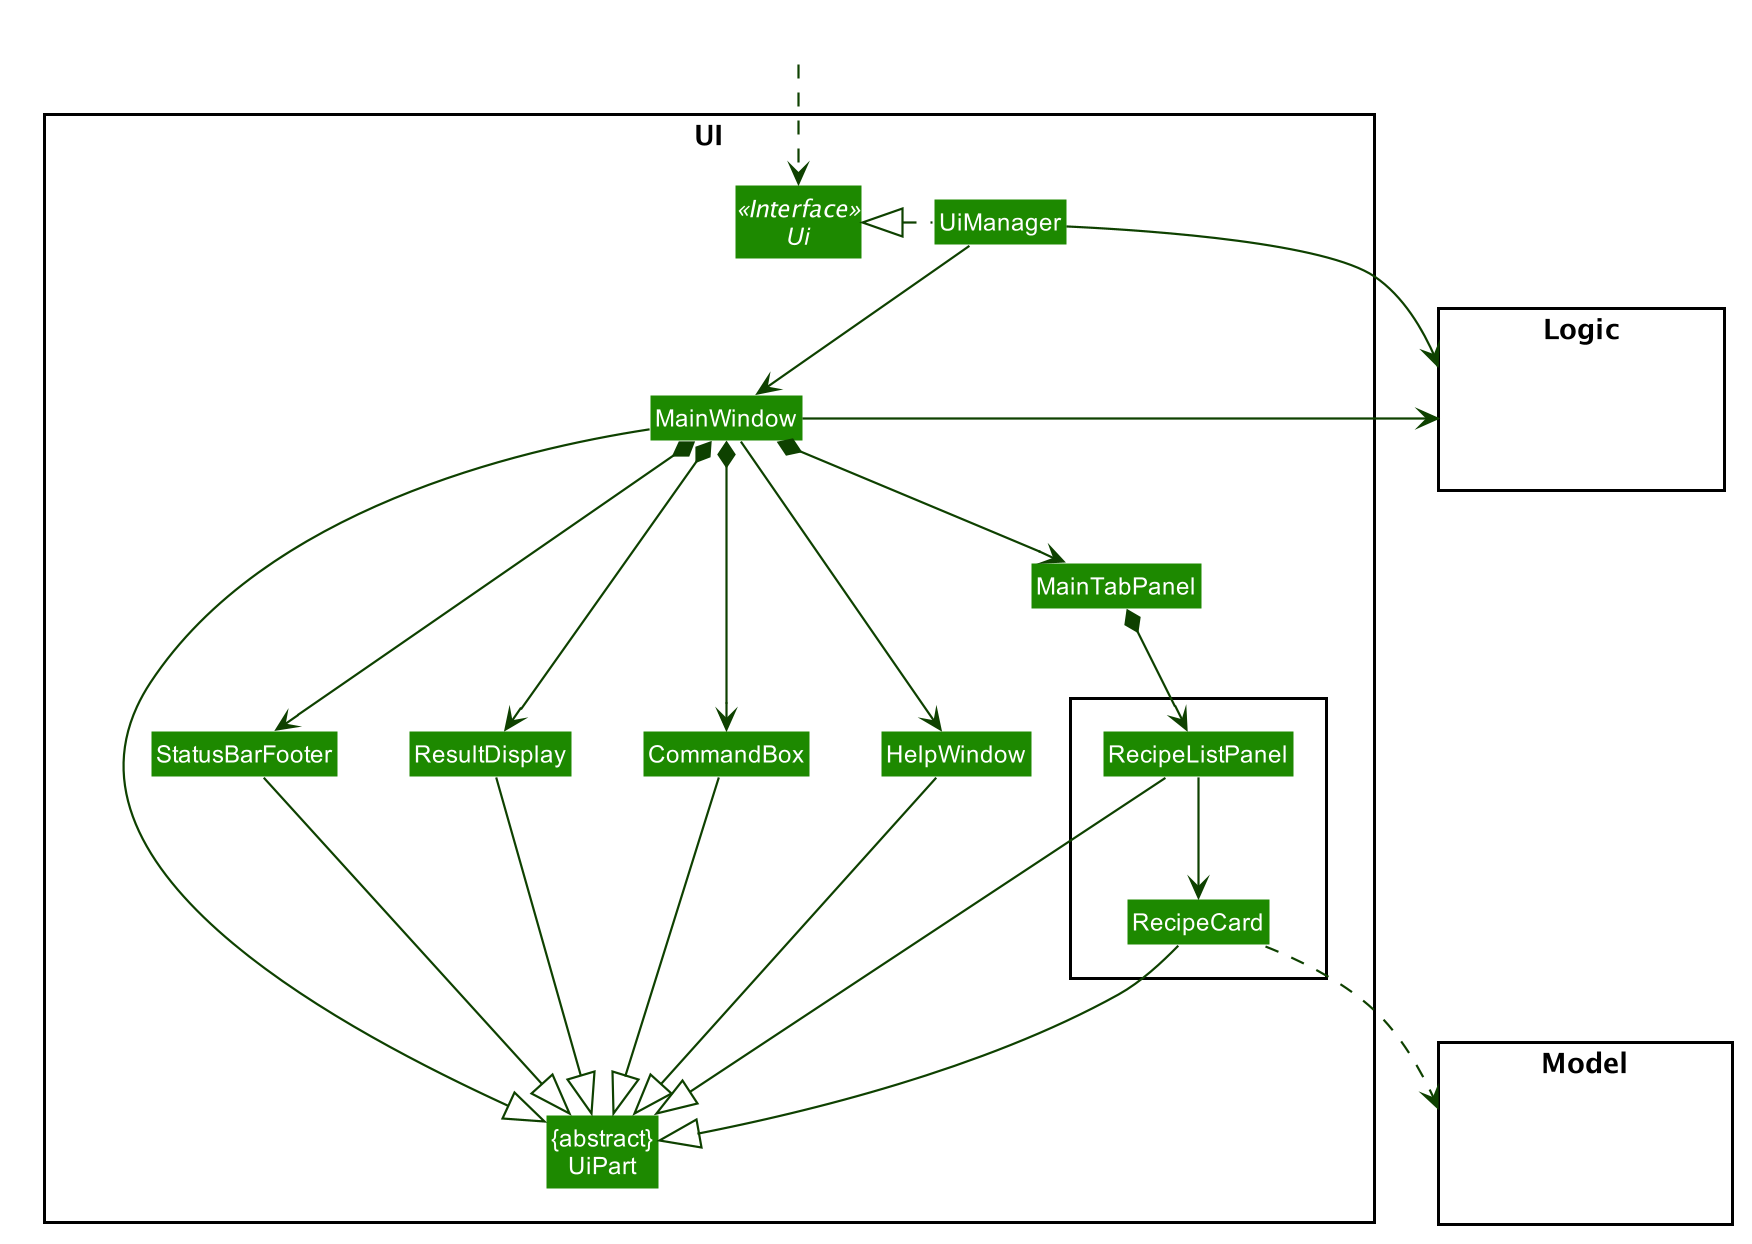 UI
«Interface»
Ui
UiManager
Logic
MainWindow
MainTabPanel
StatusBarFooter
ResultDisplay
CommandBox
HelpWindow
RecipeListPanel
RecipeCard
Model
{abstract}
UiPart